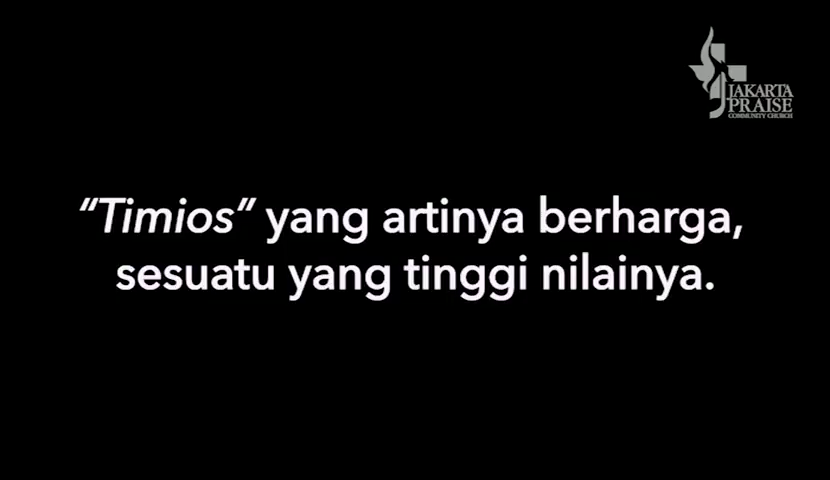 JAKARTA
PRAISE
COMMUNITY CHURCH
“Timios” yang artinya berharga,
sesuatu yang tinggi nilainya.